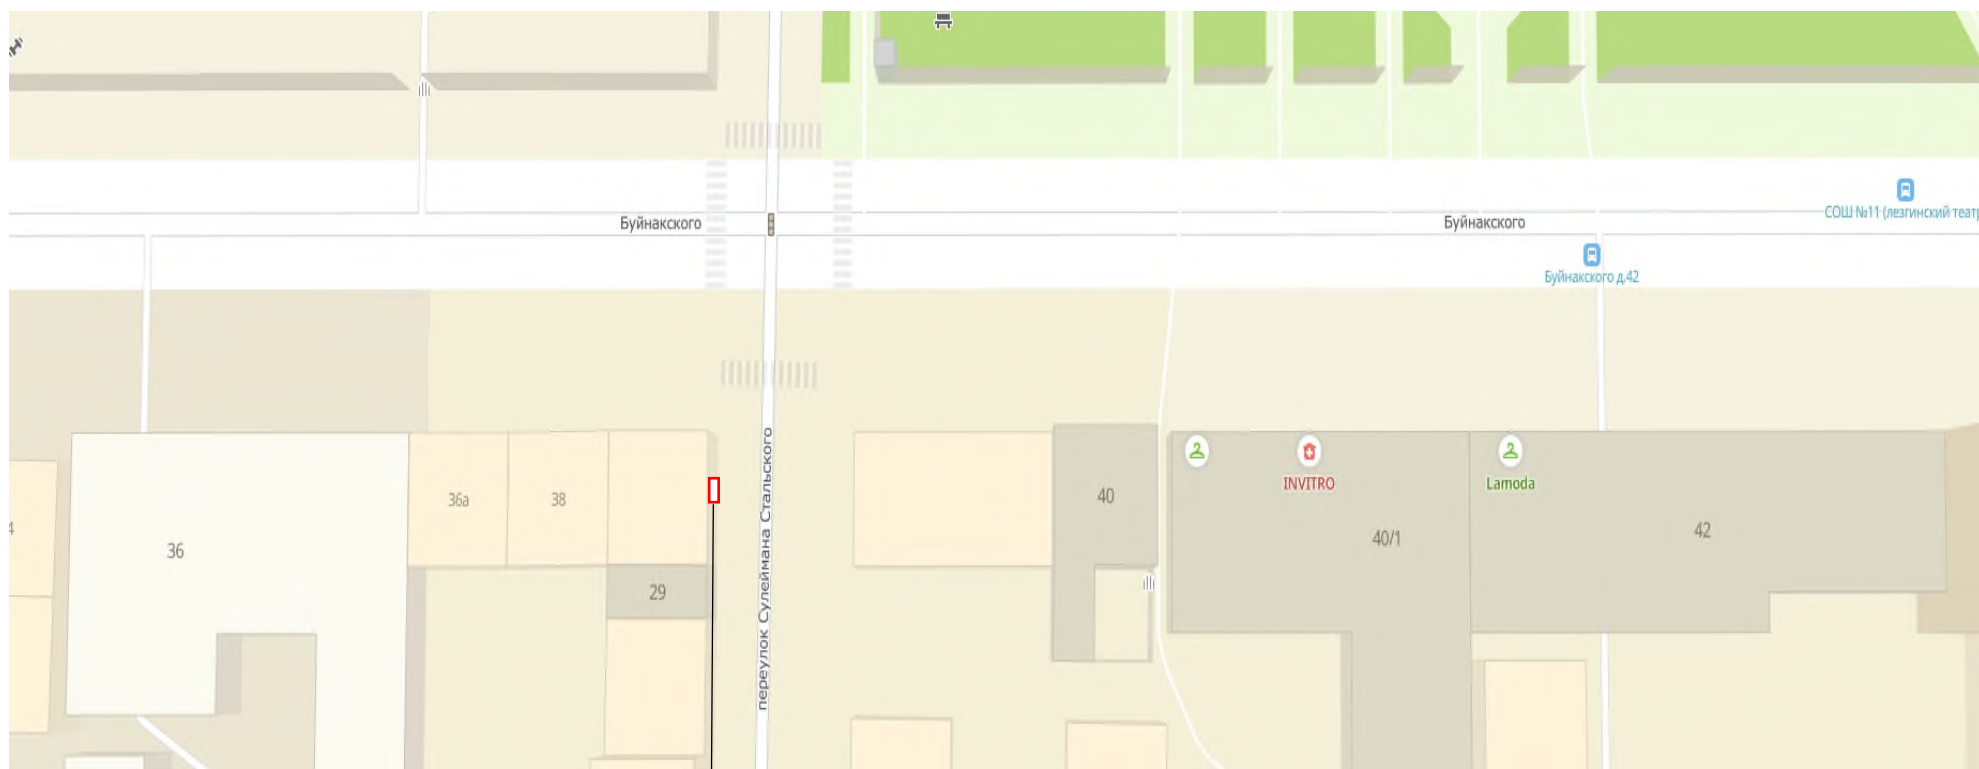 СОШ №11 (лезгинский театр
Буйнакского
Буйнакского
Буйнакского д.42
переулок Сулеймана Стальского
INVITRO
Lamoda
36а
38
40
36
40/1
42
29